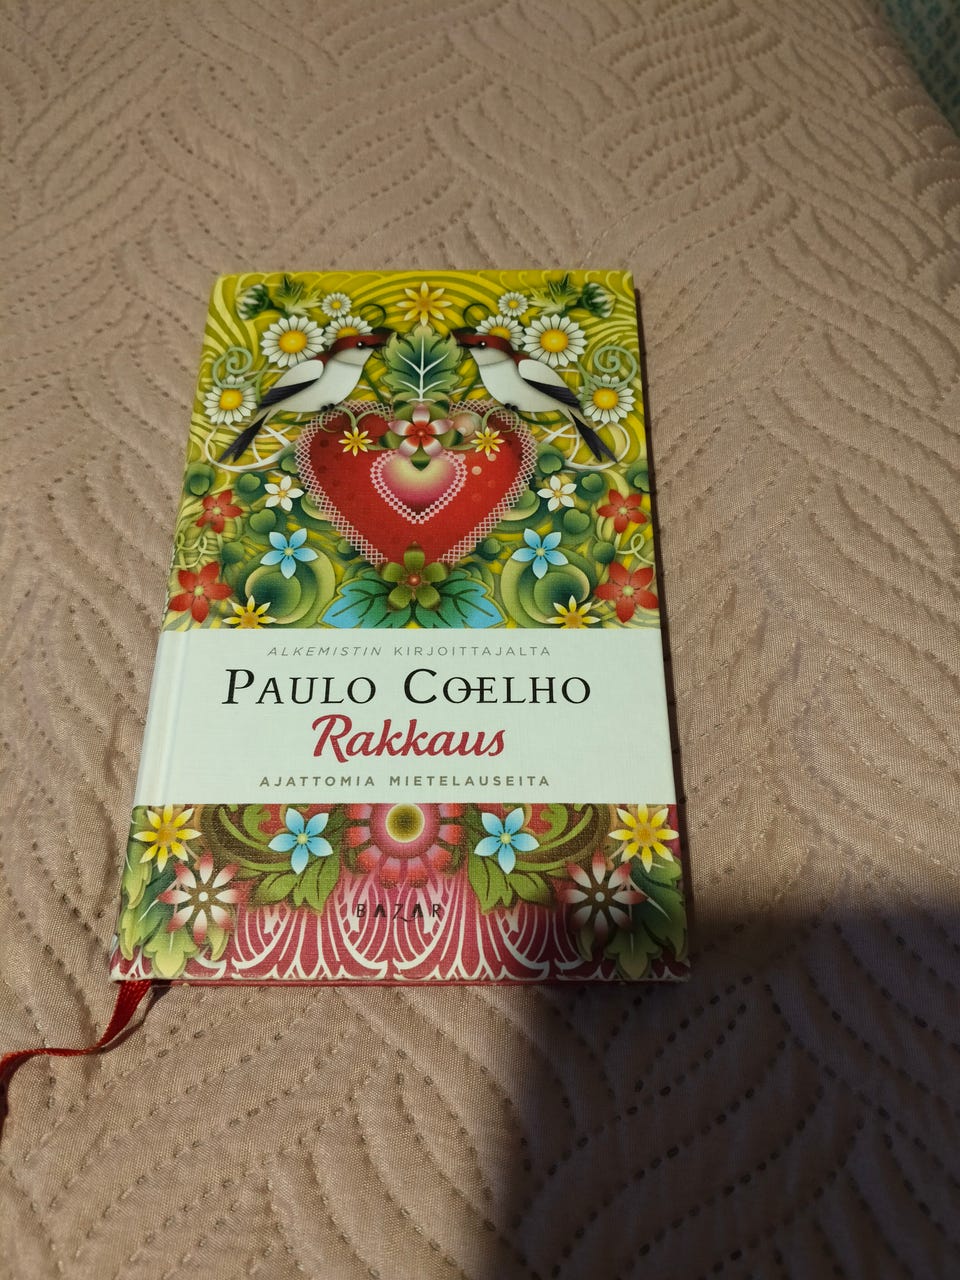 ALKEMISTIN KIRJOITTAJALTA
PAULO COELHO
Rakkaus
AJATTOMIA MIETELAUSEITA
BAZAR